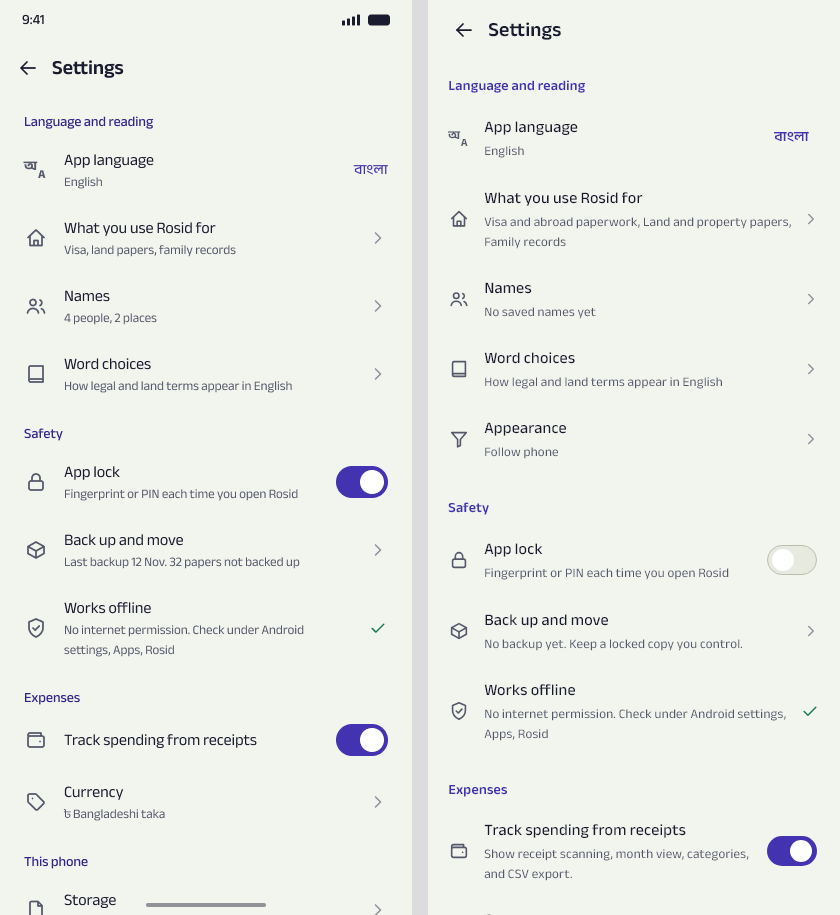 9:41
Settings
Language and reading
App language
English
বাংলা
What you use Rosid for
Visa, land papers, family records
Names
4 people, 2 places
Word choices
How legal and land terms appear in English
Safety
App lock
Fingerprint or PIN each time you open Rosid
Back up and move
Last backup 12 Nov. 32 papers not backed up
Works offline
No internet permission. Check under Android
settings, Apps, Rosid
Expenses
Track spending from receipts
Currency
৳ Bangladeshi taka
This phone
Storage
Settings
Language and reading
অ
A
App language
English
বাংলা
What you use Rosid for
Visa and abroad paperwork, Land and property papers,
Family records
Names
No saved names yet
Word choices
How legal and land terms appear in English
Appearance
Follow phone
Safety
App lock
Fingerprint or PIN each time you open Rosid
Back up and move
No backup yet. Keep a locked copy you control.
Works offline
No internet permission. Check under Android settings,
Apps, Rosid
Expenses
Track spending from receipts
Show receipt scanning, month view, categories,
and CSV export.